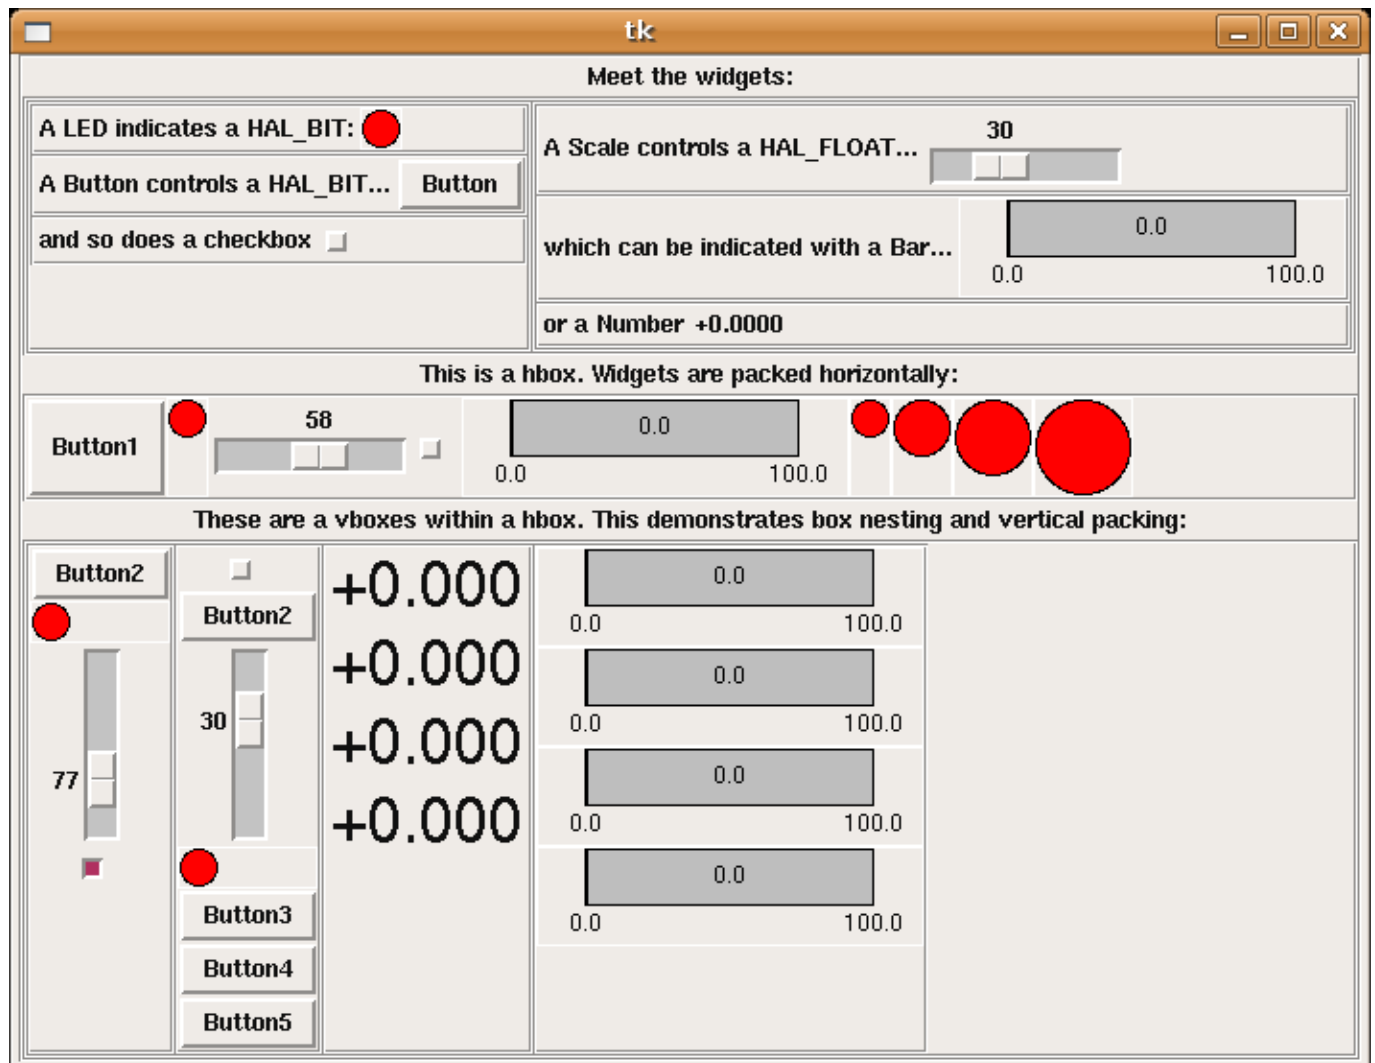 tk
Meet the widgets:
A LED indicates a HAL_BIT:
A Button controls a HAL_BIT... Button
and so does a checkbox
A Scale controls a HAL_FLOAT... 30
which can be indicated with a Bar... 0.0
0.0 100.0
or a Number +0.0000
This is a hbox. Widgets are packed horizontally:
Button1 58 0.0
0.0 100.0
These are a vboxes within a hbox. This demonstrates box nesting and vertical packing:
Button2
77
Button2
30
Button3
Button4
Button5
+0.000
+0.000
+0.000
+0.000
0.0
0.0 100.0
0.0
0.0 100.0
0.0
0.0 100.0
0.0
0.0 100.0